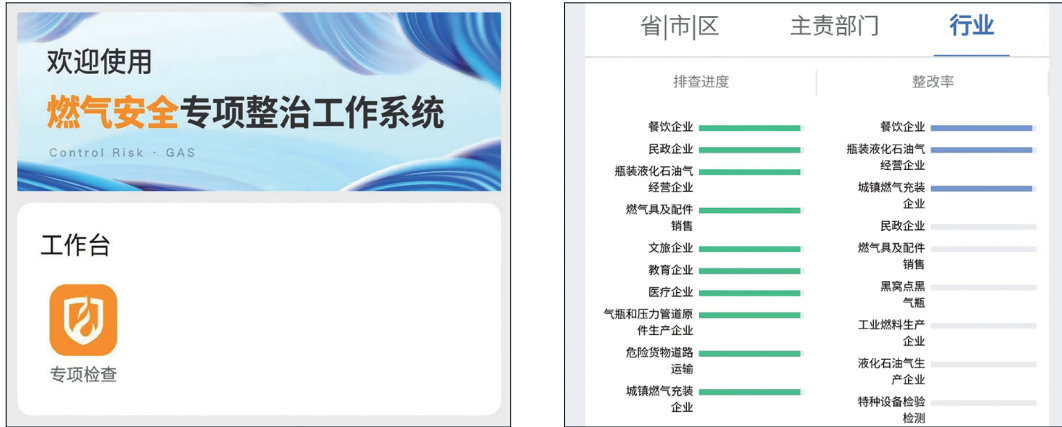 欢迎使用
燃气安全专项整治工作系统
Control Risk · GAS
工作台
专项检查
省|市|区 主责部门 行业
排查进度
餐饮企业
民政企业
瓶装液化石油气
经营企业
燃气具及配件
销售
文旅企业
教育企业
医疗企业
气瓶和压力管道原
件生产企业
危险货物道路
运输
城镇燃气充装
企业
整改率
餐饮企业
瓶装液化石油气
经营企业
城镇燃气充装
企业
民政企业
燃气具及配件
销售
黑窝点黑
气瓶
工业燃料生产
企业
液化石油气生
产企业
特种设备检验
检测